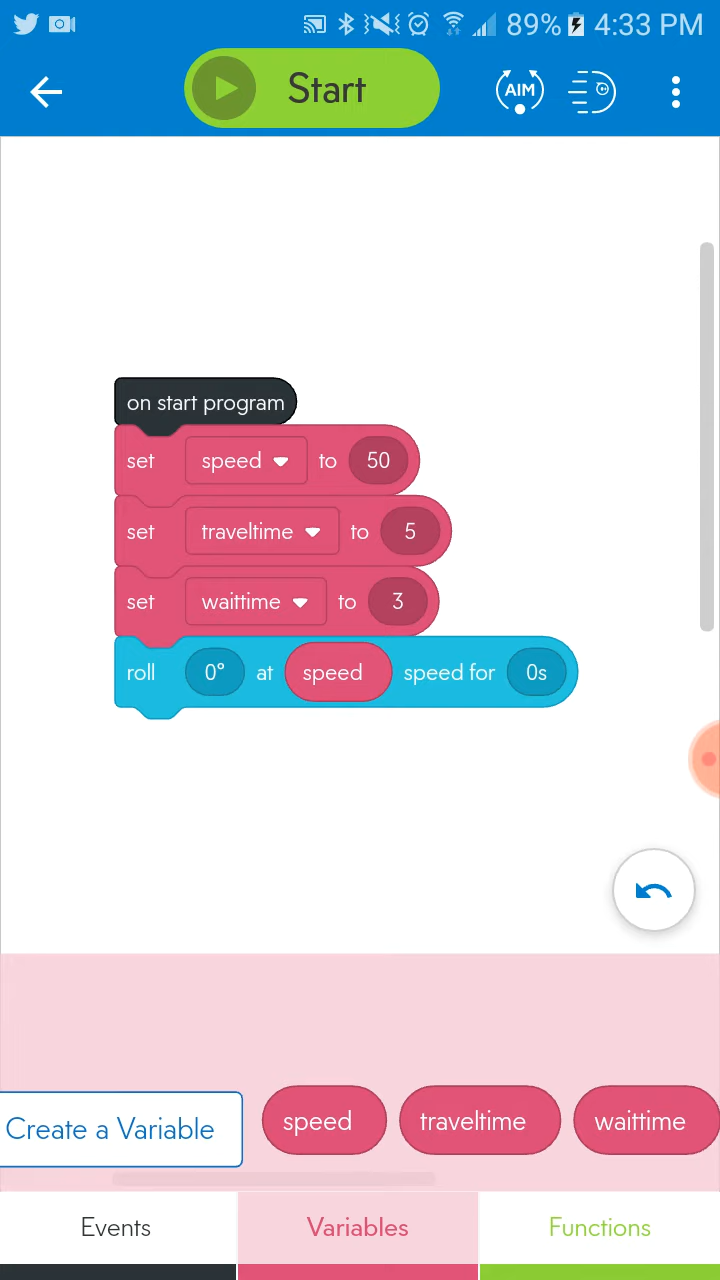 89% 4:33 PM
Start AIM
on start program
set speed to 50
set traveltime to 5
set waittime to 3
roll 0° at speed speed for 0s
Create a Variable speed traveltime waittime
Events Variables Functions